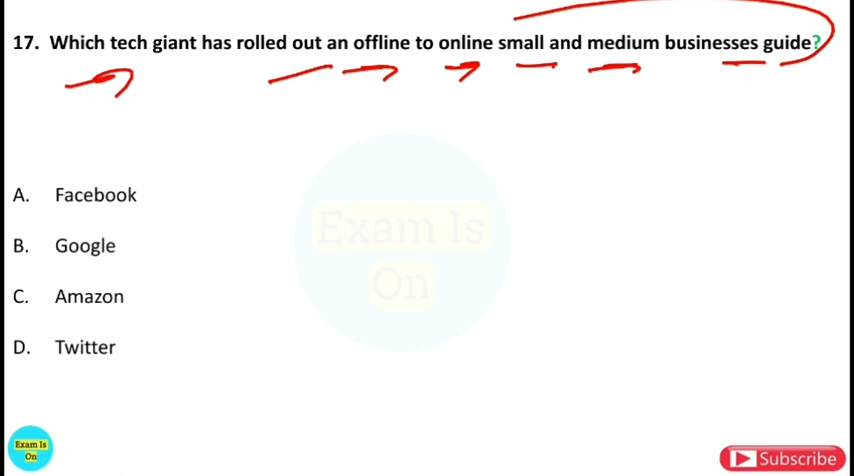 17. Which tech giant has rolled out an offline to online small and medium businesses guide?
Exam Is
On
A. Facebook
B. Google
C. Amazon
D. Twitter
Exam Is
On
Subscribe